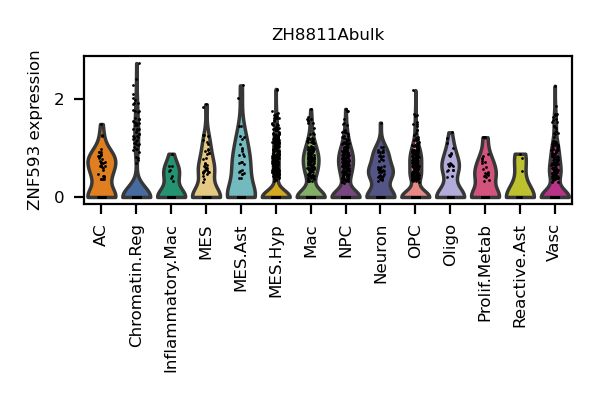 ZH8811Abulk
ZNF593 expression
2
0
AC
Chromatin.Reg
Inflammatory.Mac
MES
MES.Ast
MES.Hyp
Mac
NPC
Neuron
OPC
Oligo
Prolif.Metab
Reactive.Ast
Vasc